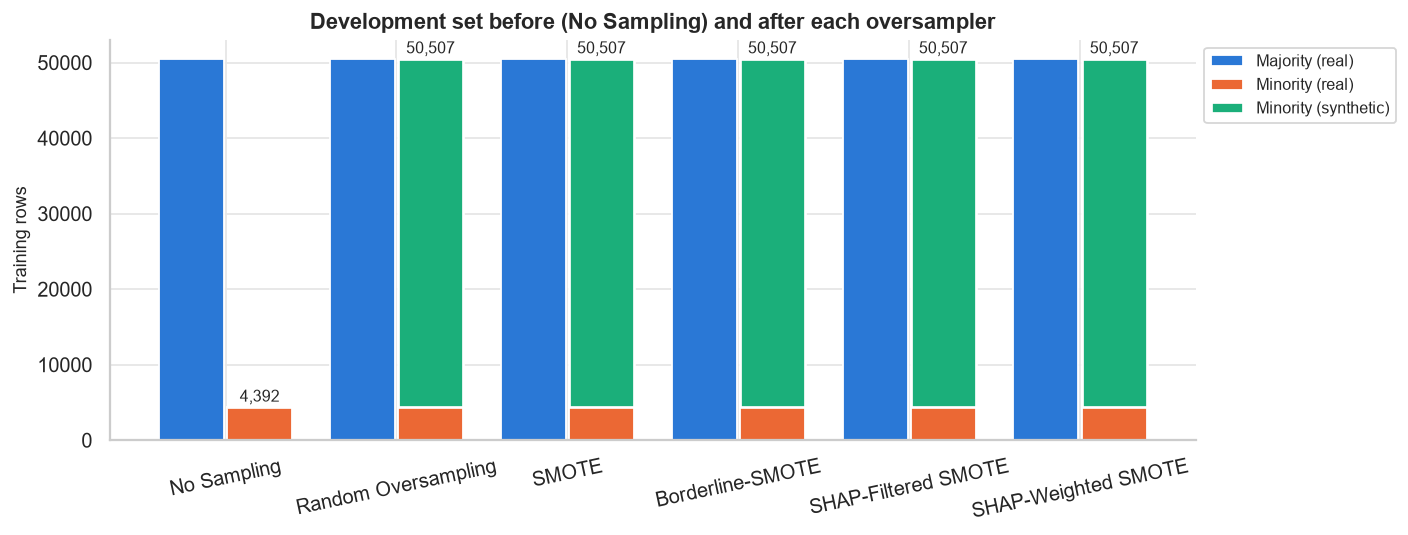 Development set before (No Sampling) and after each oversampler
50,507 50,507 50,507 50,507 50,507
Majority (real)
Minority (real)
Minority (synthetic)
Training rows
50000
40000
30000
20000
10000
0
4,392
No Sampling
Random Oversampling
SMOTE
Borderline-SMOTE
SHAP-Filtered SMOTE
SHAP-Weighted SMOTE